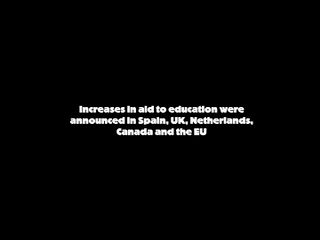 Increases in aid to education were
announced in Spain, UK, Netherlands,
Canada and the EU